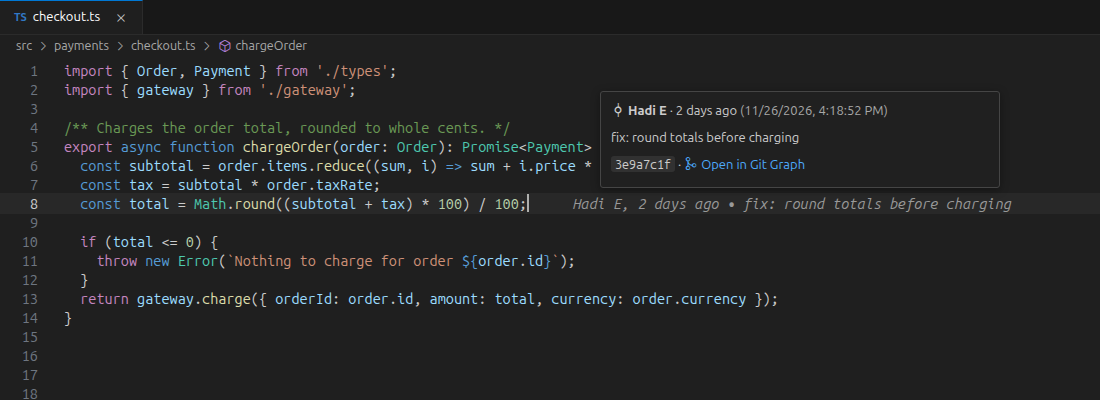 TS checkout.ts ×
src > payments > checkout.ts > chargeOrder
1 import { Order, Payment } from './types';
2 import { gateway } from './gateway';
3
4 /** Charges the order total, rounded to whole cents. */
5 export async function chargeOrder(order: Order): Promise<Payment>
6 const subtotal = order.items.reduce((sum, i) => sum + i.price *
7 const tax = subtotal * order.taxRate;
8 const total = Math.round((subtotal + tax) * 100) / 100; Hadi E, 2 days ago • fix: round totals before charging
9
10 if (total <= 0) {
11 throw new Error(`Nothing to charge for order ${order.id}`);
12 }
13 return gateway.charge({ orderId: order.id, amount: total, currency: order.currency });
14 }
15
16
17
18
Hadi E · 2 days ago (11/26/2026, 4:18:52 PM)
fix: round totals before charging
3e9a7c1f · Open in Git Graph